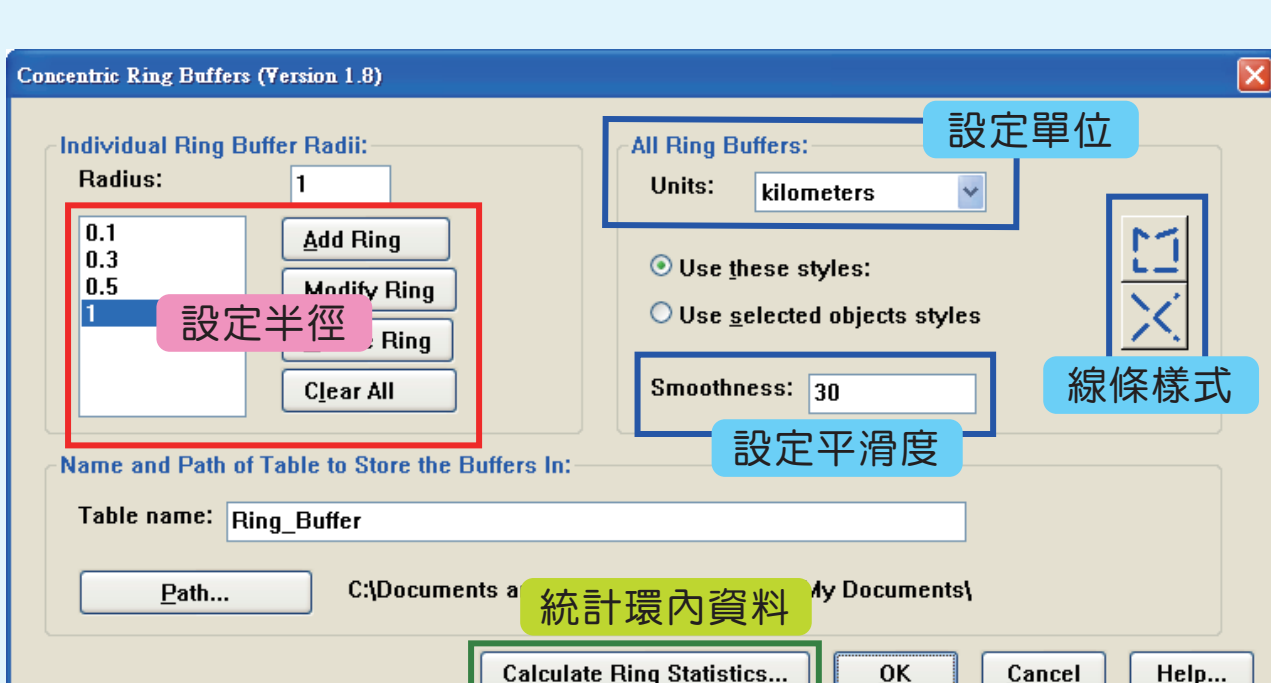 Concentric Ring Buffers (Version 1.8)
Individual Ring Buffer Radii:
Radius: 1
0.1
0.3
0.5
1
Add Ring
Modify Ring
Ring
Clear All
設定半徑
All Ring Buffers:
設定單位
Units: kilometers
Use these styles:
Use selected objects styles
Smoothness: 30
設定平滑度
線條樣式
Name and Path of Table to Store the Buffers In:
Table name: Ring_Buffer
Path... C:\Documents My Documents\
統計環內資料
Calculate Ring Statistics... OK Cancel Help...